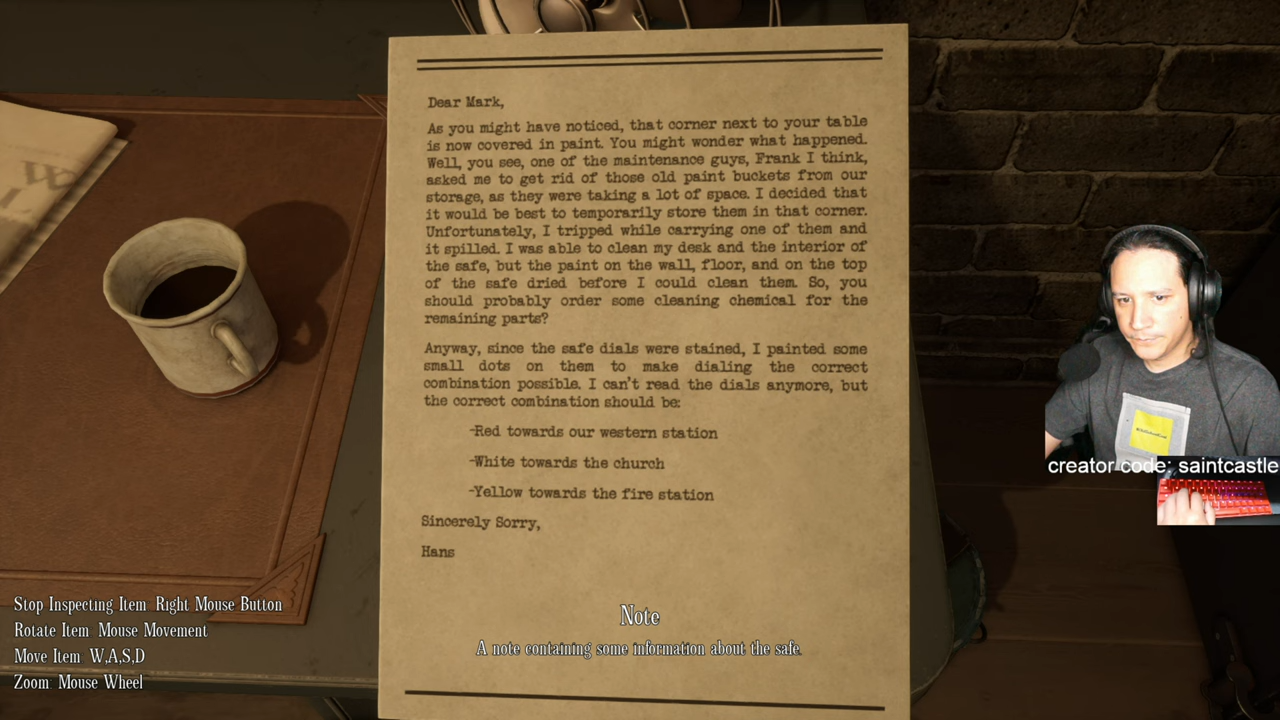 Dear Mark,
As you might have noticed, that corner next to your table
is now covered in paint. You might wonder what happened.
Well, you see, one of the maintenance guys, Frank I think,
asked me to get rid of those old paint buckets from our
storage, as they were taking a lot of space. I decided that
it would be best to temporarily store them in that corner.
Unfortunately, I tripped while carrying one of them and
it spilled. I was able to clean my desk and the interior of
the safe, but the paint on the wall, floor, and on the top
of the safe dried before I could clean them. So, you
should probably order some cleaning chemical for the
remaining parts?
Anyway, since the safe dials were stained, I painted some
small dots on them to make dialing the correct
combination possible. I can't read the dials anymore, but
the correct combination should be:
-Red towards our western station
-White towards the church
-Yellow towards the fire station
Sincerely Sorry,
Hans
Note
A note containing some information about the safe.
Stop Inspecting Item: Right Mouse Button
Rotate Item: Mouse Movement
Move Item: W,A,S,D
Zoom: Mouse Wheel
creator code: saintcastle